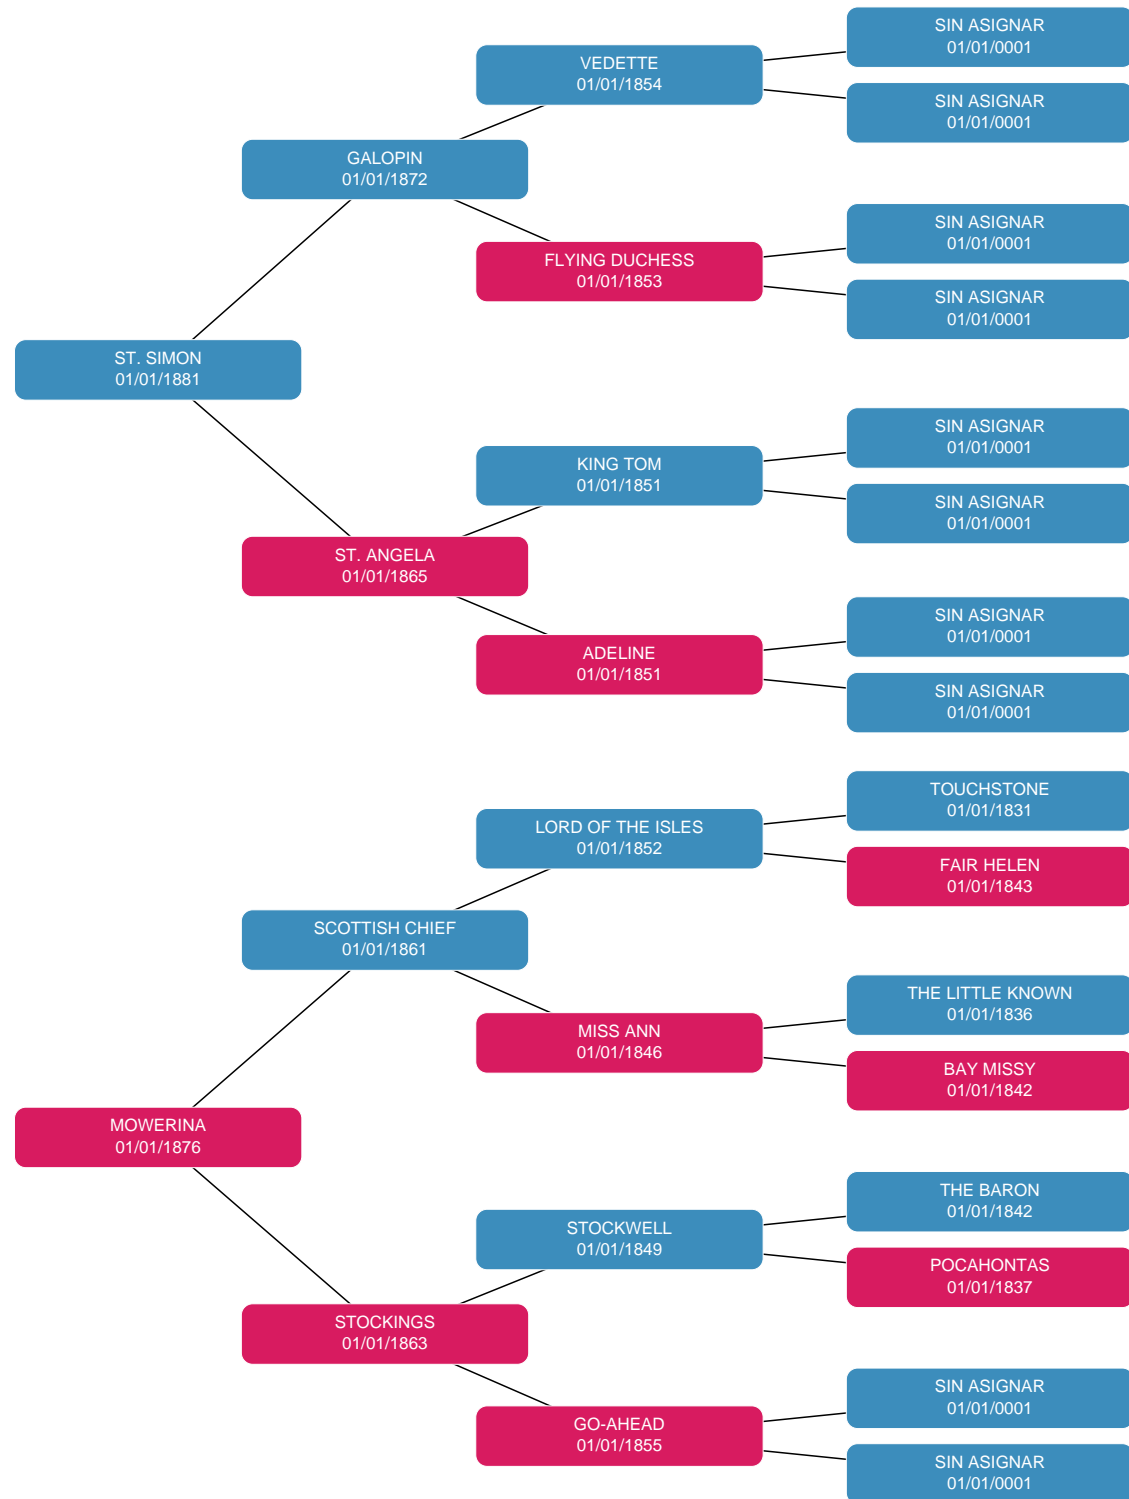 SIN ASIGNAR
01/01/0001
VEDETTE
01/01/1854
SIN ASIGNAR
01/01/0001
GALOPIN
01/01/1872
SIN ASIGNAR
01/01/0001
FLYING DUCHESS
01/01/1853
SIN ASIGNAR
01/01/0001
ST. SIMON
01/01/1881
SIN ASIGNAR
01/01/0001
KING TOM
01/01/1851
SIN ASIGNAR
01/01/0001
ST. ANGELA
01/01/1865
SIN ASIGNAR
01/01/0001
ADELINE
01/01/1851
SIN ASIGNAR
01/01/0001
TOUCHSTONE
01/01/1831
LORD OF THE ISLES
01/01/1852
FAIR HELEN
01/01/1843
SCOTTISH CHIEF
01/01/1861
THE LITTLE KNOWN
01/01/1836
MISS ANN
01/01/1846
BAY MISSY
01/01/1842
MOWERINA
01/01/1876
THE BARON
01/01/1842
STOCKWELL
01/01/1849
POCAHONTAS
01/01/1837
STOCKINGS
01/01/1863
SIN ASIGNAR
01/01/0001
GO-AHEAD
01/01/1855
SIN ASIGNAR
01/01/0001